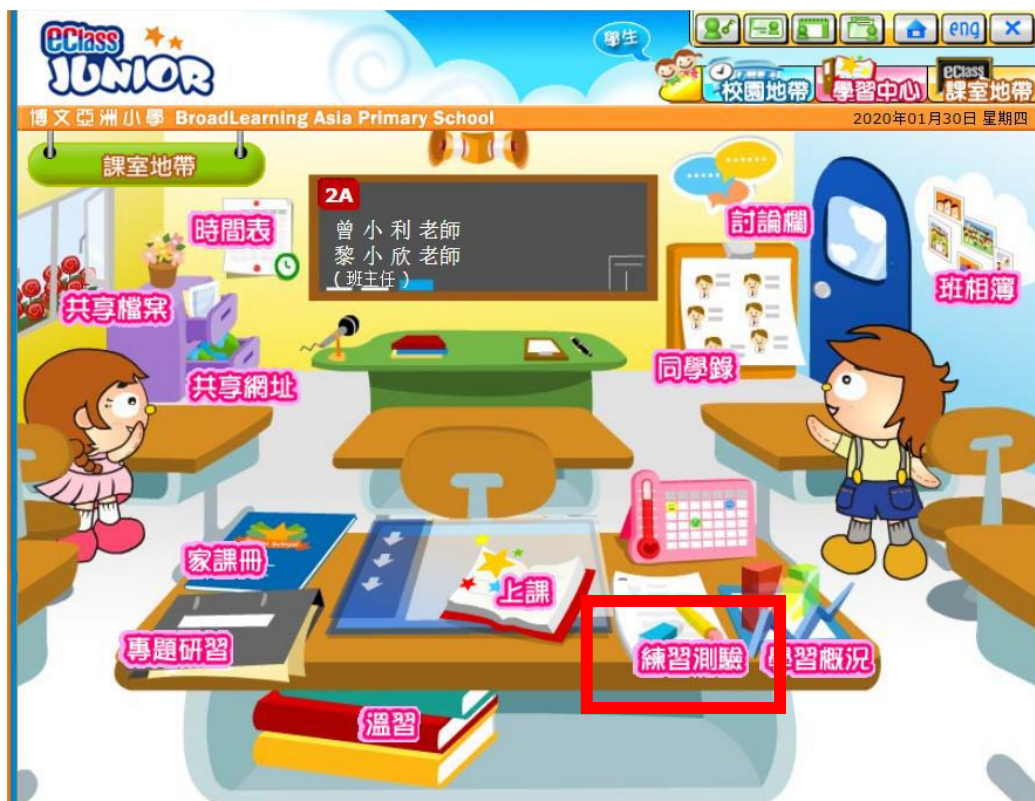 eClass
JUNIOR
學生
eng
校園地帶
學習中心
eClass
課室地帶
博文亞洲小學 BroadLearning Asia Primary School
2020年01月30日 星期四
課室地帶
2A
曾 小 利 老師
黎 小 欣 老師
(班主任)
時間表
討論欄
共享檔案
班相簿
同學錄
共享網址
家課冊
上課
專題研習
練習測驗
學習概況
溫習